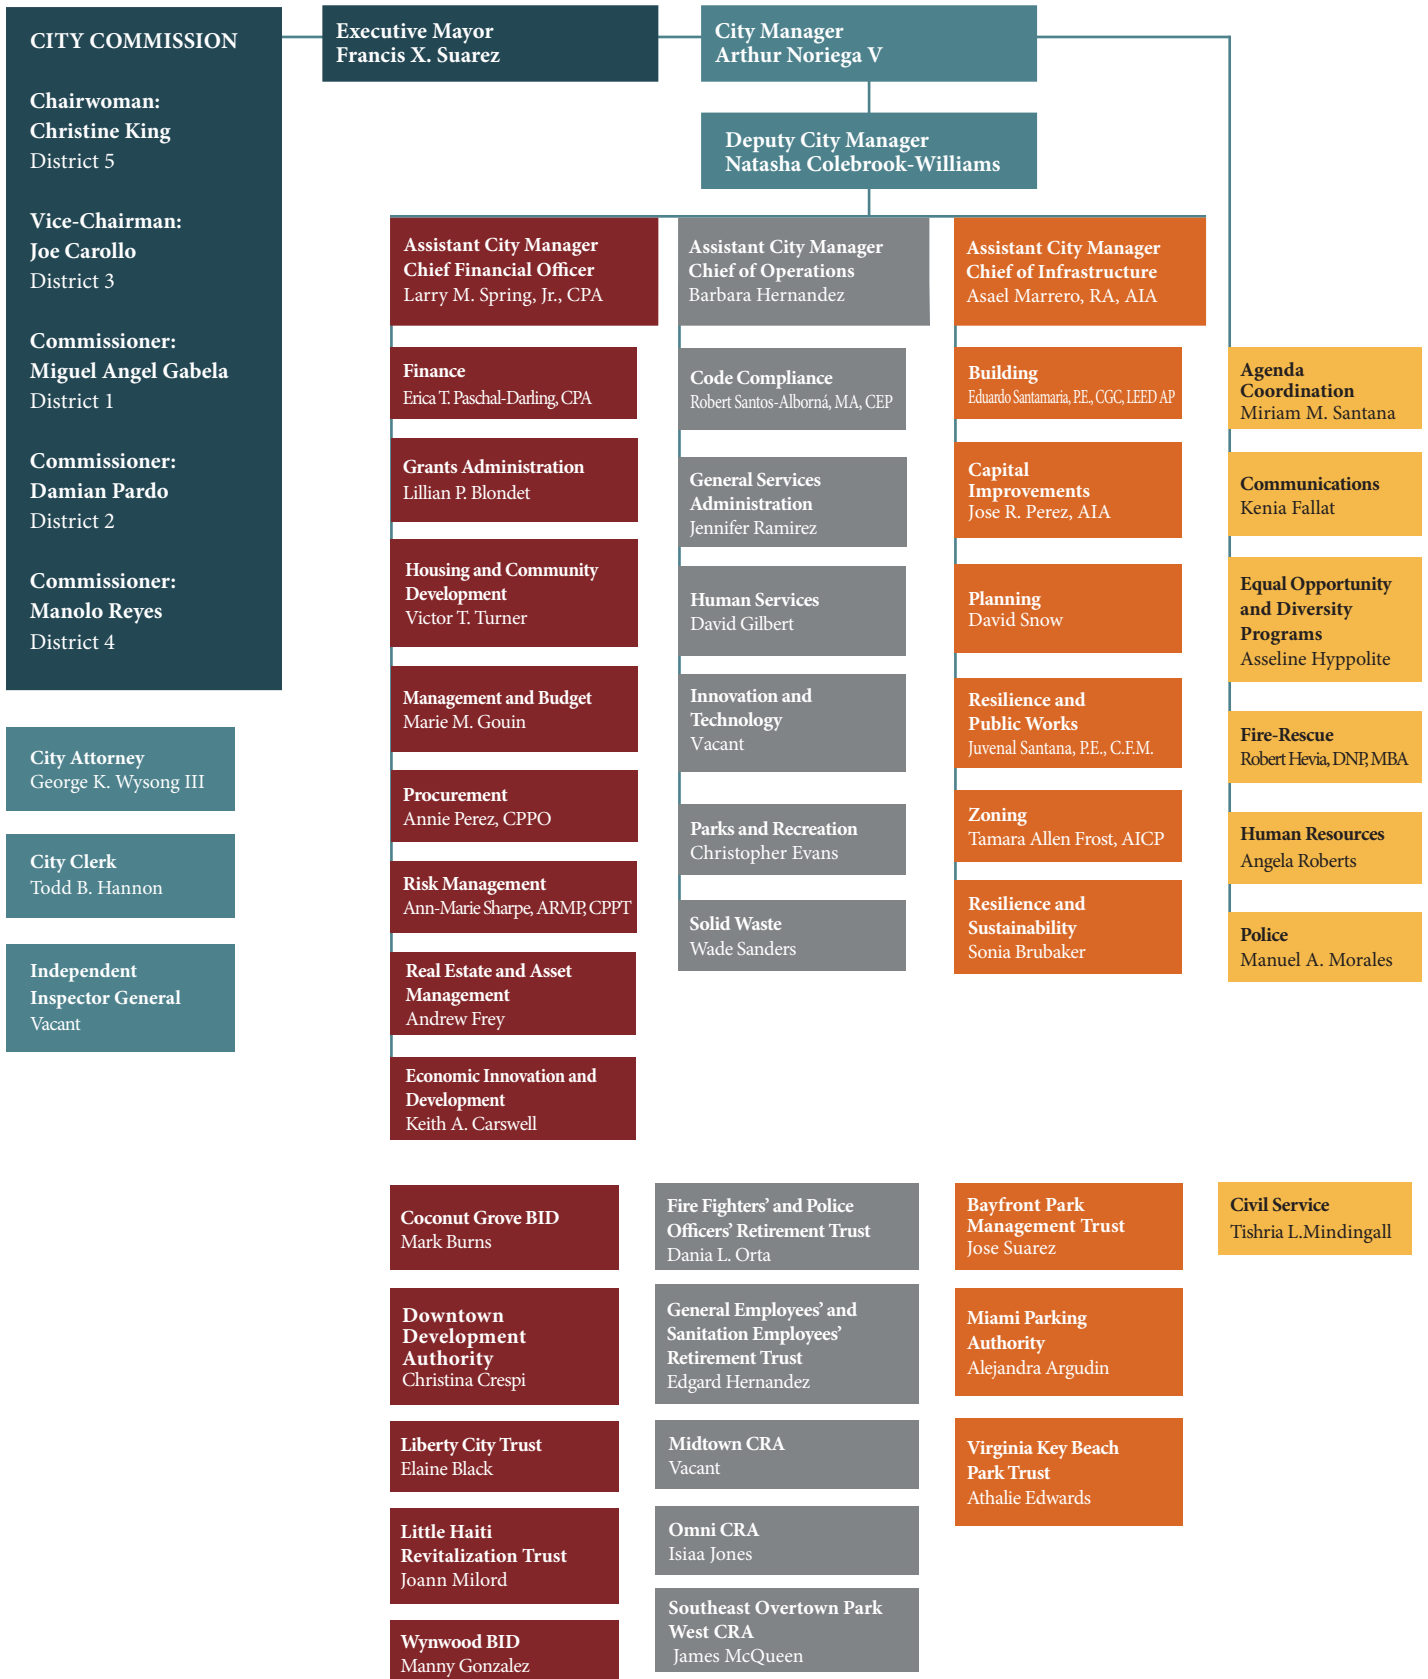 CITY COMMISSION
Chairwoman:
Christine King
District 5
Vice-Chairman:
Joe Carollo
District 3
Commissioner:
Miguel Angel Gabela
District 1
Commissioner:
Damian Pardo
District 2
Commissioner:
Manolo Reyes
District 4
City Attorney
George K. Wysong III
City Clerk
Todd B. Hannon
Independent
Inspector General
Vacant
Executive Mayor
Francis X. Suarez
City Manager
Arthur Noriega V
Deputy City Manager
Natasha Colebrook-Williams
Assistant City Manager
Chief Financial Officer
Larry M. Spring, Jr., CPA
Finance
Erica T. Paschal-Darling, CPA
Grants Administration
Lillian P. Blondet
Housing and Community
Development
Victor T. Turner
Management and Budget
Marie M. Gouin
Procurement
Annie Perez, CPPO
Risk Management
Ann-Marie Sharpe, ARMP, CPPT
Real Estate and Asset
Management
Andrew Frey
Economic Innovation and
Development
Keith A. Carswell
Assistant City Manager
Chief of Operations
Barbara Hernandez
Code Compliance
Robert Santos-Alborná, MA, CEP
General Services
Administration
Jennifer Ramirez
Human Services
David Gilbert
Innovation and
Technology
Vacant
Parks and Recreation
Christopher Evans
Solid Waste
Wade Sanders
Assistant City Manager
Chief of Infrastructure
Asael Marrero, RA, AIA
Building
Eduardo Santamaria, P.E., CGC, LEED AP
Capital
Improvements
Jose R. Perez, AIA
Planning
David Snow
Resilience and
Public Works
Juvenal Santana, P.E., C.F.M.
Zoning
Tamara Allen Frost, AICP
Resilience and
Sustainability
Sonia Brubaker
Agenda
Coordination
Miriam M. Santana
Communications
Kenia Fallat
Equal Opportunity
and Diversity
Programs
Asseline Hyppolite
Fire-Rescue
Robert Hevia, DNP, MBA
Human Resources
Angela Roberts
Police
Manuel A. Morales
Coconut Grove BID
Mark Burns
Downtown
Development
Authority
Christina Crespi
Liberty City Trust
Elaine Black
Little Haiti
Revitalization Trust
Joann Milord
Wynwood BID
Manny Gonzalez
Fire Fighters’ and Police
Officers’ Retirement Trust
Dania L. Orta
General Employees’ and
Sanitation Employees’
Retirement Trust
Edgard Hernandez
Midtown CRA
Vacant
Omni CRA
Isiaa Jones
Southeast Overtown Park
West CRA
James McQueen
Bayfront Park
Management Trust
Jose Suarez
Miami Parking
Authority
Alejandra Argudin
Virginia Key Beach
Park Trust
Athalie Edwards
Civil Service
Tishria L.Mindingall